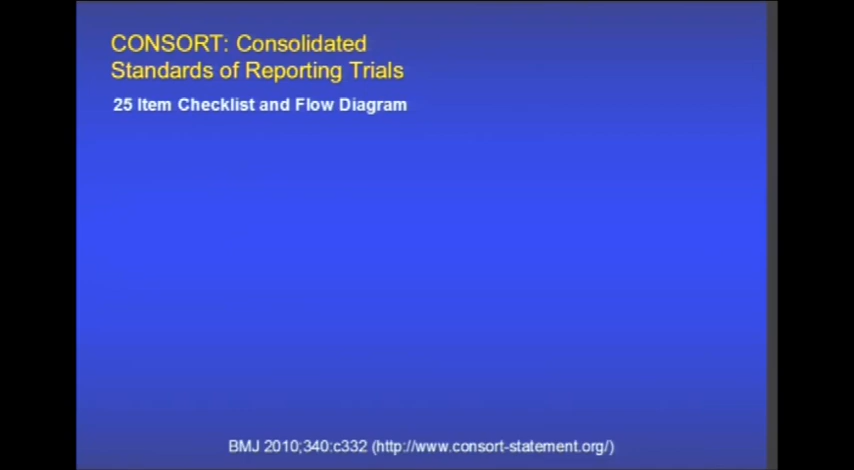 CONSORT: Consolidated
Standards of Reporting Trials
25 Item Checklist and Flow Diagram
BMJ 2010;340:c332 (http://www.consort-statement.org/)